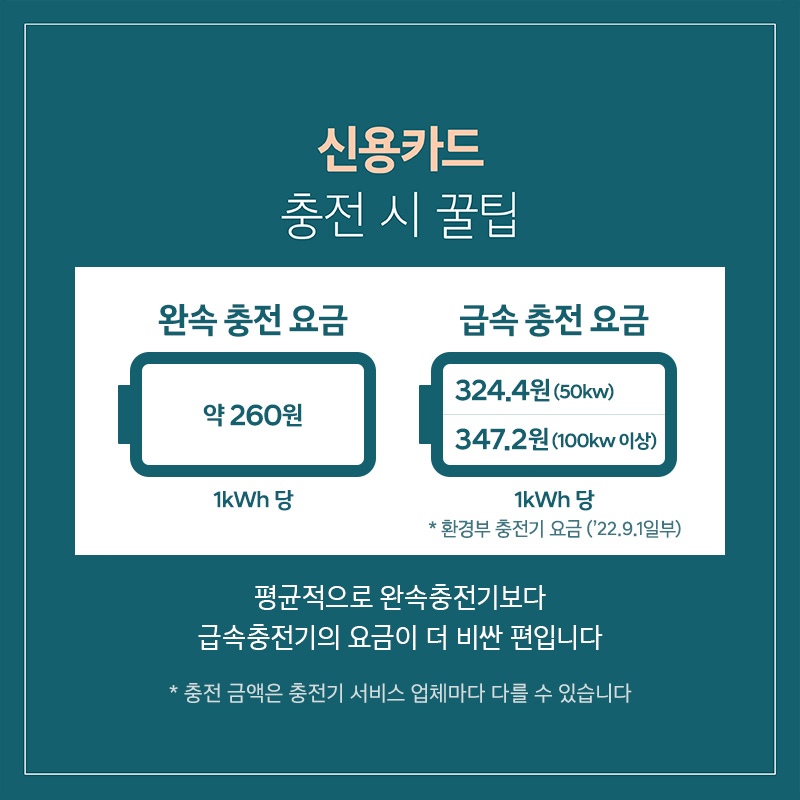 신용카드
충전 시 꿀팁
완속 충전 요금
약 260원
1kWh 당
급속 충전 요금
324.4원(50kw)
347.2원(100kw 이상)
1kWh 당
* 환경부 충전기 요금 ('22.9.1일부)
평균적으로 완속충전기보다
급속충전기의 요금이 더 비싼 편입니다
* 충전 금액은 충전기 서비스 업체마다 다를 수 있습니다